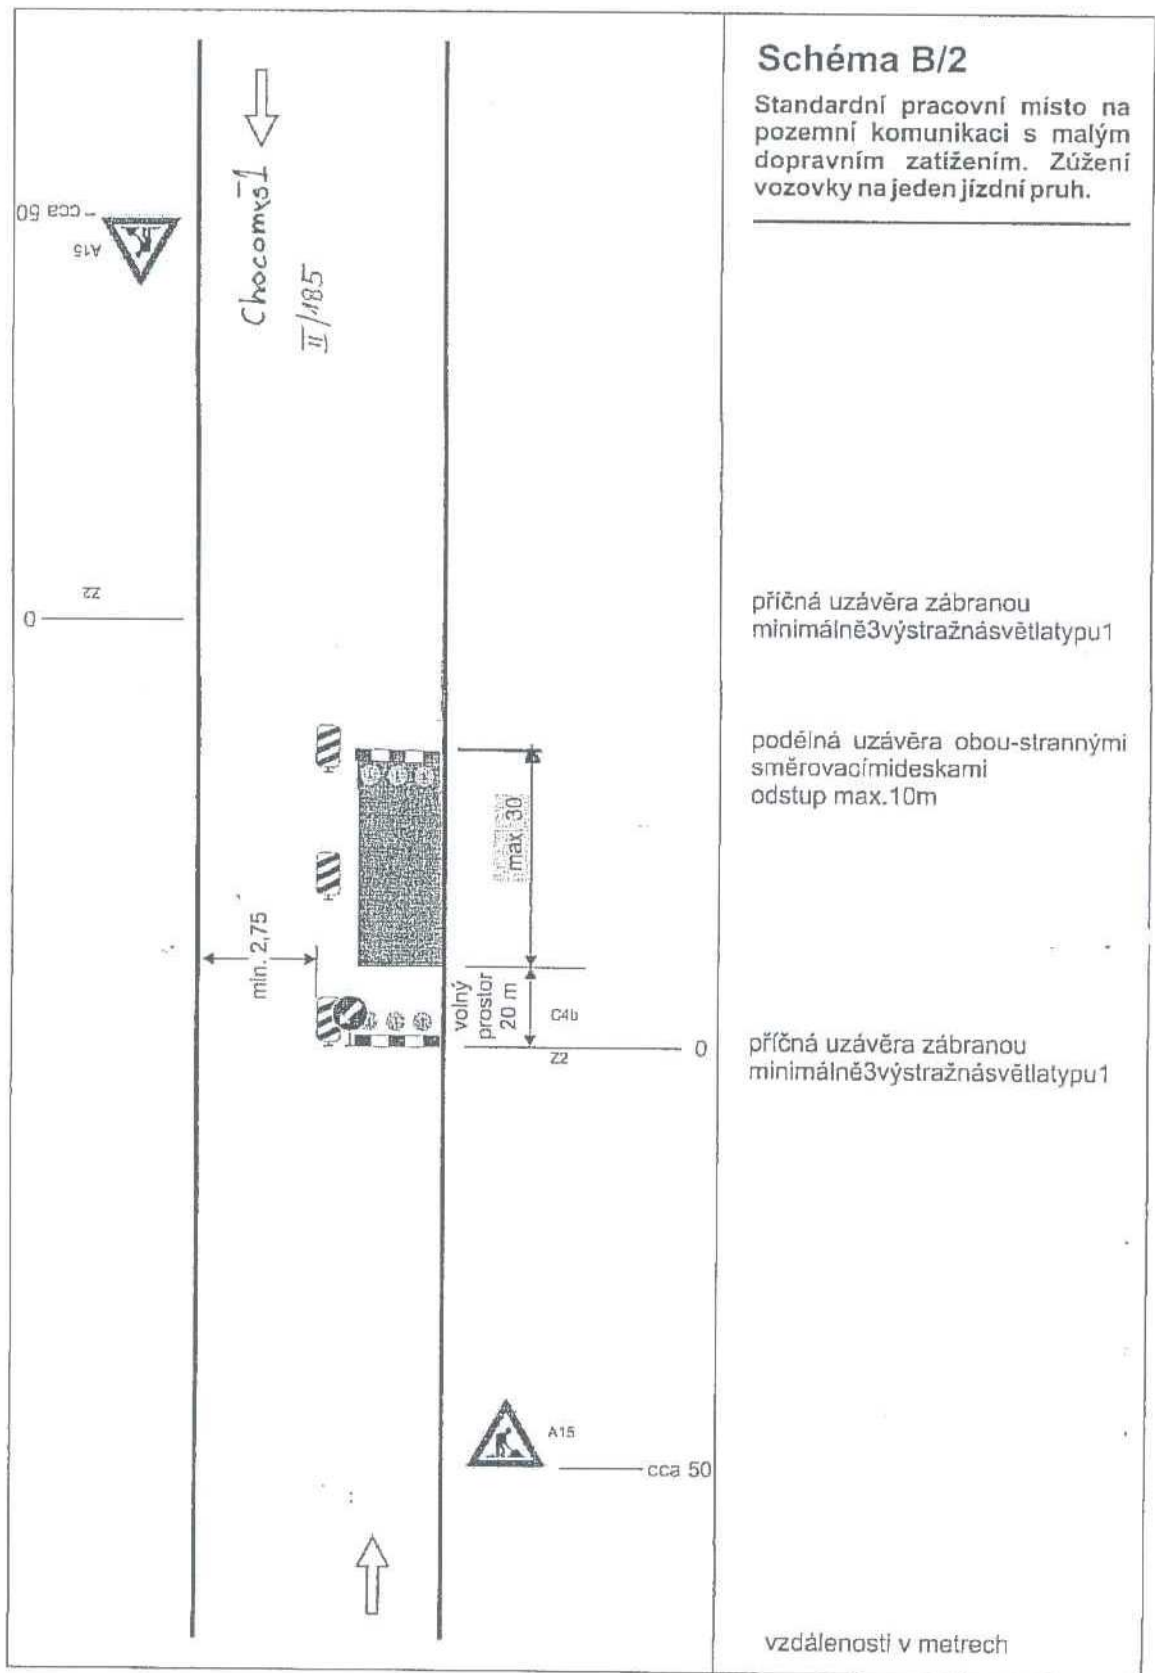 Schéma B/2
Standardní pracovní místo na
pozemní komunikaci s malým
dopravním zatížením. Zúžení
vozovky na jeden jízdní pruh.
Chocomyšl
II/185
cca 50
A15
Z2
0
příčná uzávěra zábranou
minimálně3výstražnásvětlatypu1
podélná uzávěra obou-strannými
směrovacímideskami
odstup max.10m
max. 30
min. 2,75
volný
prostor
20 m
C4b
Z2
0
příčná uzávěra zábranou
minimálně3výstražnásvětlatypu1
A15
cca 50
vzdálenosti v metrech